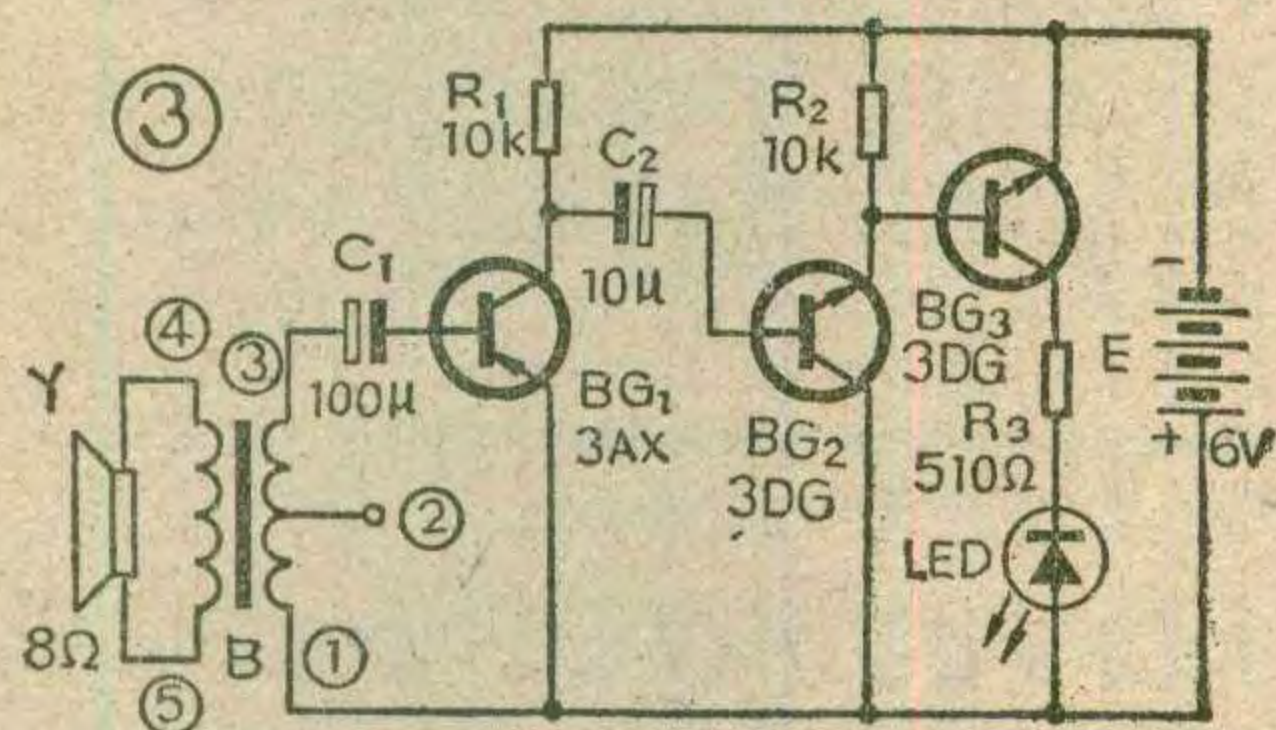 ③
R₁
10k
C₂
10μ
R₂
10k
C₁
100μ
BG₁
3AX
BG₂
3DG
BG₃
3DG
R₃
510Ω
LED
E
-
+
6V
Y
8Ω
④
③
②
B
①
⑤